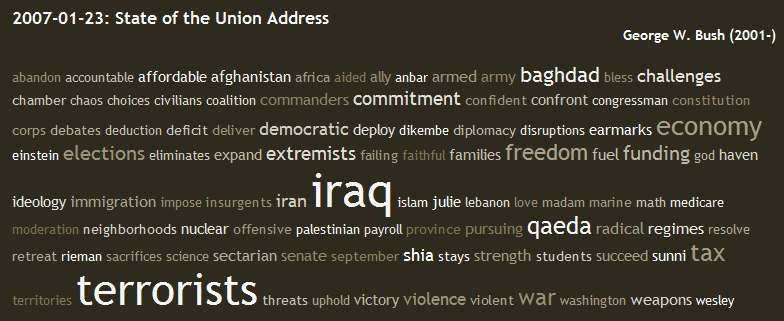 2007-01-23: State of the Union Address
George W. Bush (2001-)
abandon accountable affordable afghanistan africa aided ally anbar armed army baghdad bless challenges
chamber chaos choices civilians coalition commanders commitment confident confront congressman constitution
corps debates deduction deficit deliver democratic deploy dikembe diplomacy disruptions earmarks economy
einstein elections eliminates expand extremists failing faithful families freedom fuel funding god haven
ideology immigration impose insurgents iran iraq islam julie lebanon love madam marine math medicare
moderation neighborhoods nuclear offensive palestinian payroll province pursuing qaeda radical regimes resolve
retreat rieman sacrifices science sectarian senate september shia stays strength students succeed sunni tax
territories terrorists threats uphold victory violence violent war washington weapons wesley